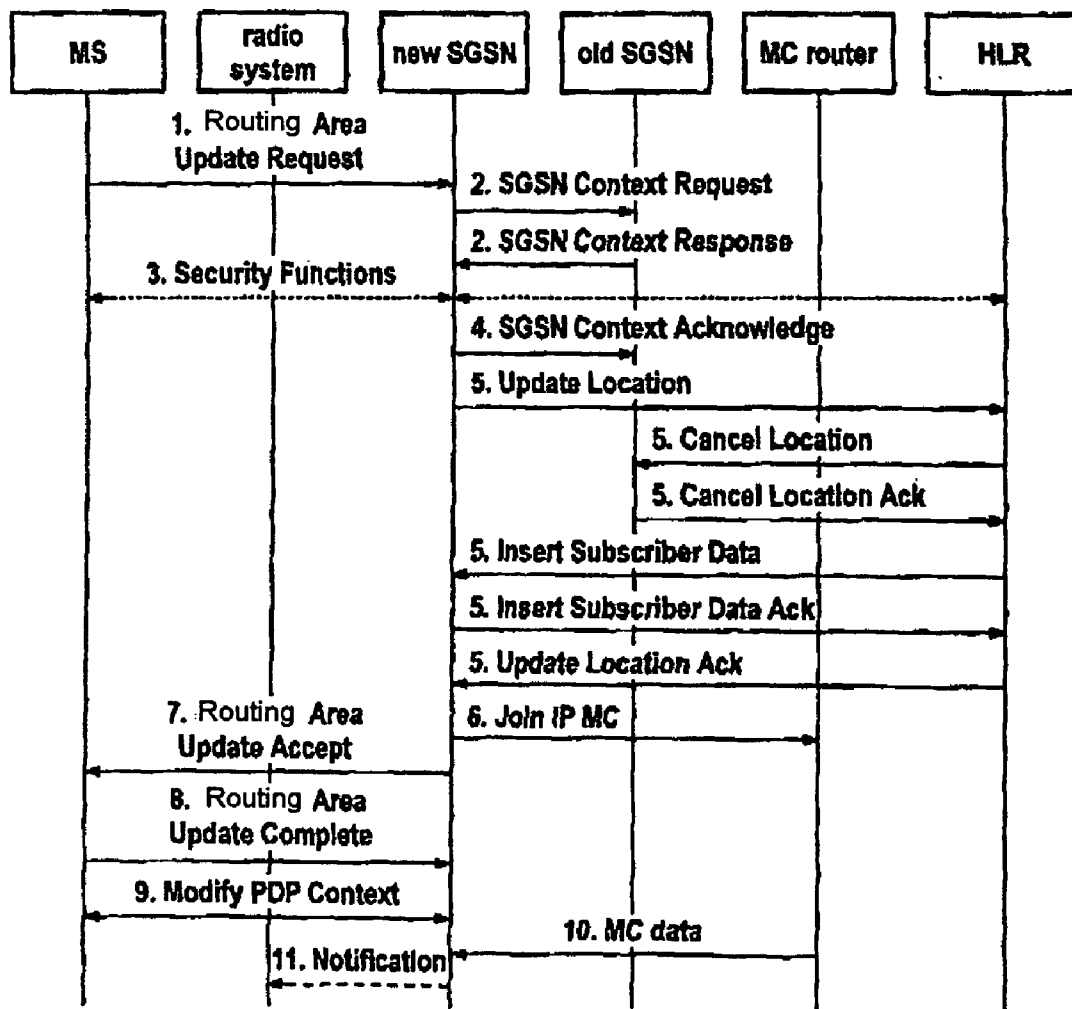 MS
radio
system
new SGSN
old SGSN
MC router
HLR
1. Routing Area
Update Request
2. SGSN Context Request
2. SGSN Context Response
3. Security Functions
4. SGSN Context Acknowledge
5. Update Location
5. Cancel Location
5. Cancel Location Ack
5. Insert Subscriber Data
5. Insert Subscriber Data Ack
5. Update Location Ack
7. Routing Area
Update Accept
6. Join IP MC
8. Routing Area
Update Complete
9. Modify PDP Context
10. MC data
11. Notification